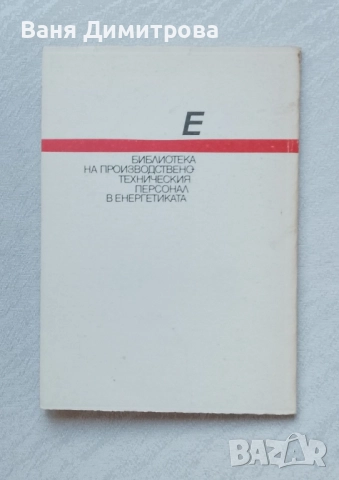 Ваня Димитрова
E
БИБЛИОТЕКА
НА ПРОИЗВОДСТВЕНО-
ТЕХНИЧЕСКИЯ
ПЕРСОНАЛ
В ЕНЕРГЕТИКАТА
BAZAR